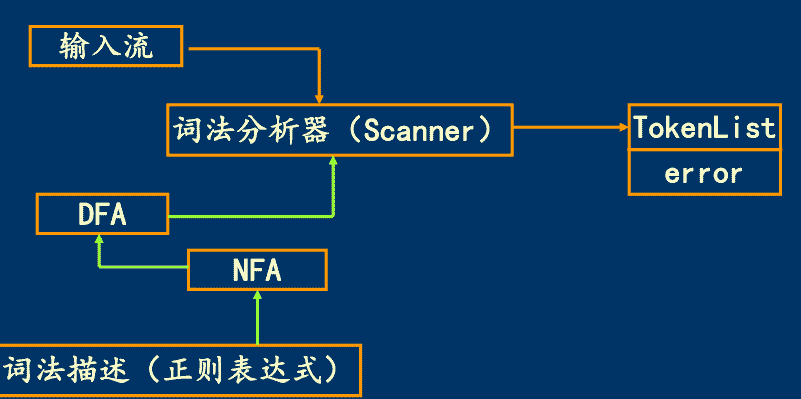 输入流
词法分析器（Scanner）
TokenList
error
DFA
NFA
词法描述（正则表达式）